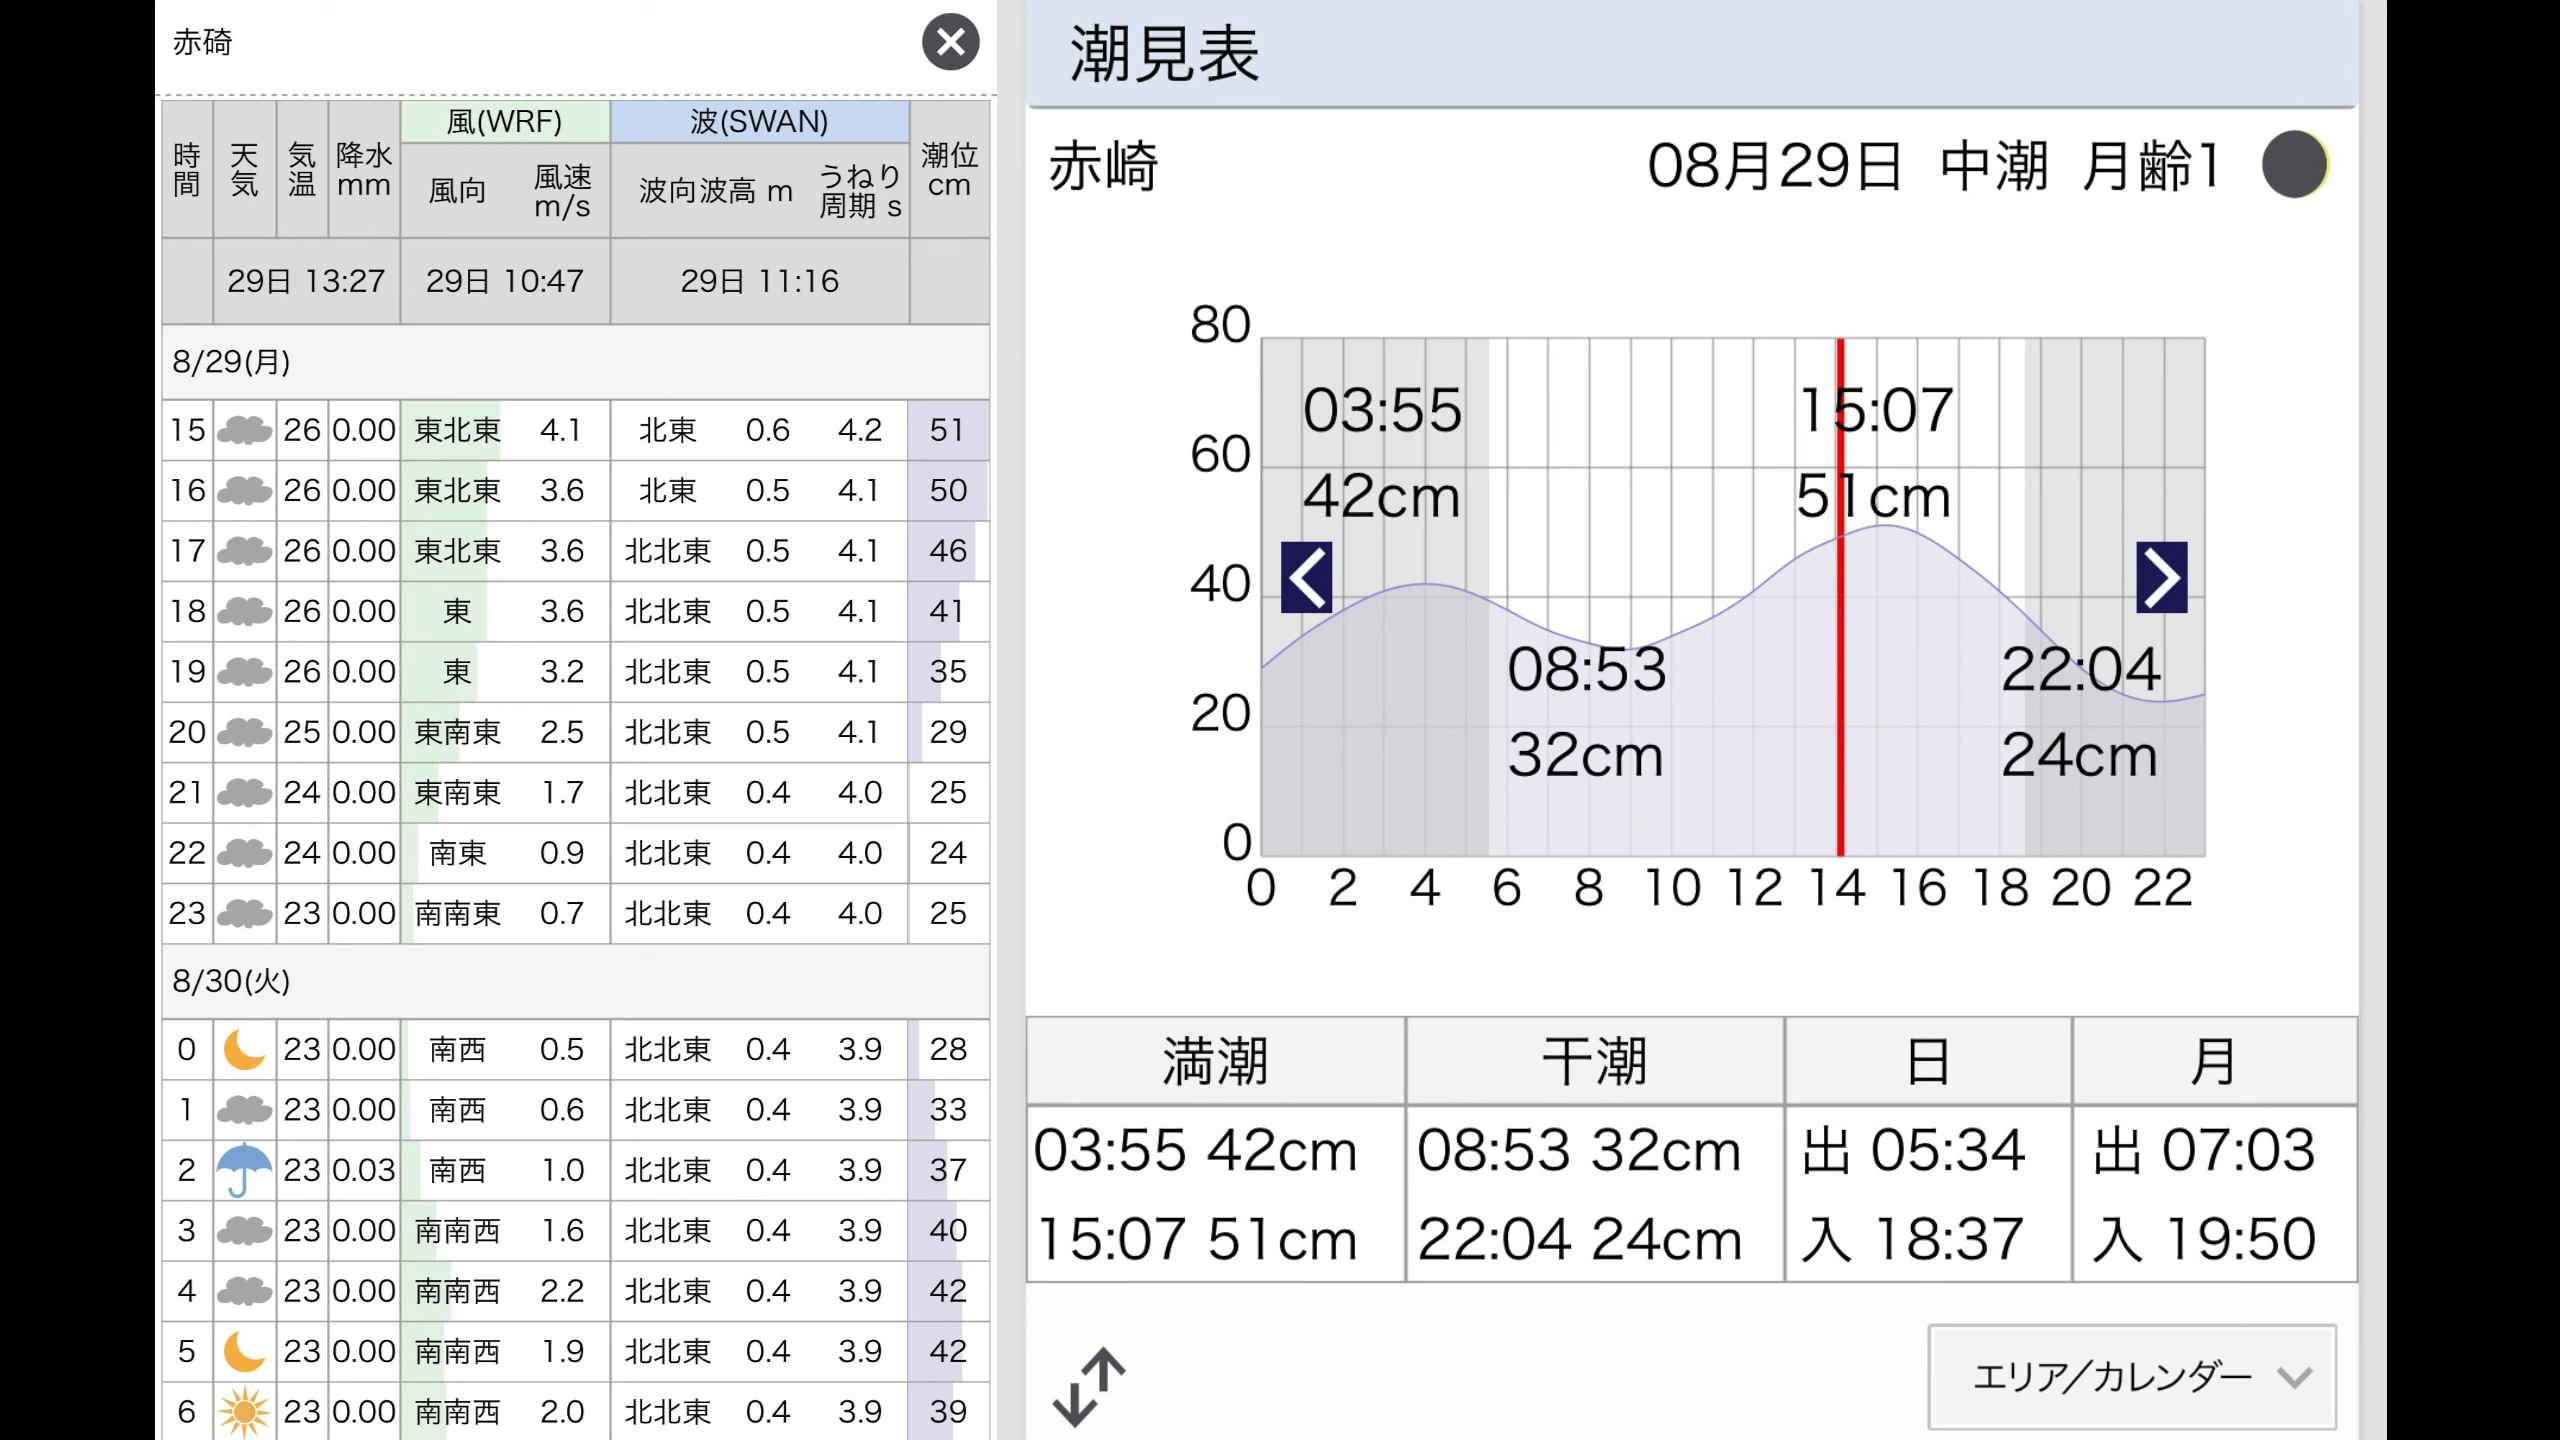 赤碕
時間 天気 気温 降水mm 風(WRF) 風向 風速m/s 波(SWAN) 波向 波高 m うねり周期 s 潮位cm
29日 13:27 29日 10:47 29日 11:16
8/29(月)
15 26 0.00 東北東 4.1 北東 0.6 4.2 51
16 26 0.00 東北東 3.6 北東 0.5 4.1 50
17 26 0.00 東北東 3.6 北北東 0.5 4.1 46
18 26 0.00 東 3.6 北北東 0.5 4.1 41
19 26 0.00 東 3.2 北北東 0.5 4.1 35
20 25 0.00 東南東 2.5 北北東 0.5 4.1 29
21 24 0.00 東南東 1.7 北北東 0.4 4.0 25
22 24 0.00 南東 0.9 北北東 0.4 4.0 24
23 23 0.00 南南東 0.7 北北東 0.4 4.0 25
8/30(火)
0 23 0.00 南西 0.5 北北東 0.4 3.9 28
1 23 0.00 南西 0.6 北北東 0.4 3.9 33
2 23 0.03 南西 1.0 北北東 0.4 3.9 37
3 23 0.00 南南西 1.6 北北東 0.4 3.9 40
4 23 0.00 南南西 2.2 北北東 0.4 3.9 42
5 23 0.00 南南西 1.9 北北東 0.4 3.9 42
6 23 0.00 南南西 2.0 北北東 0.4 3.9 39
潮見表
赤崎 08月29日 中潮 月齢1
80
60
40
20
0
03:55
42cm
15:07
51cm
08:53
32cm
22:04
24cm
0 2 4 6 8 10 12 14 16 18 20 22
満潮 干潮 日 月
03:55 42cm 08:53 32cm 出 05:34 出 07:03
15:07 51cm 22:04 24cm 入 18:37 入 19:50
エリア/カレンダー